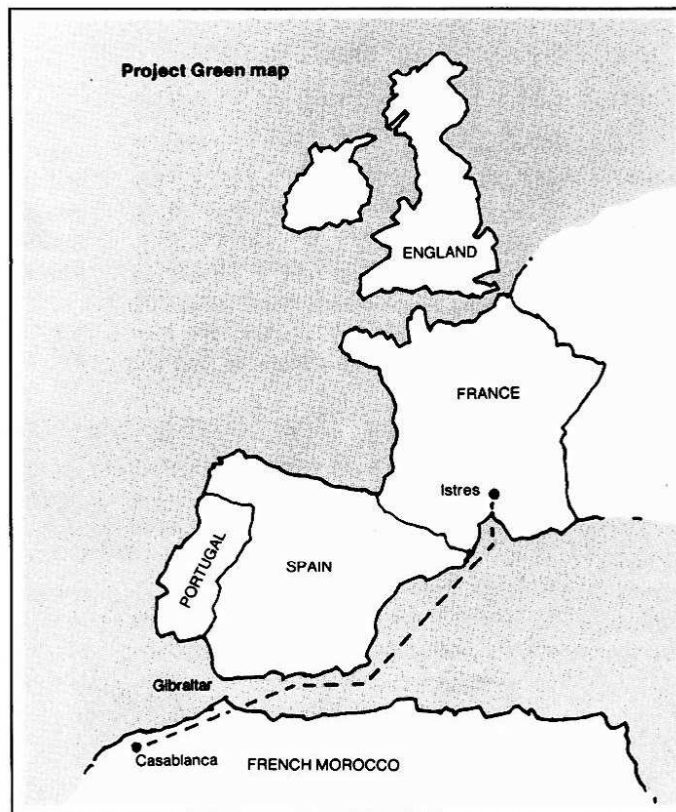 Project Green map
ENGLAND
FRANCE
Istres
PORTUGAL
SPAIN
Gibraltar
Casablanca
FRENCH MOROCCO